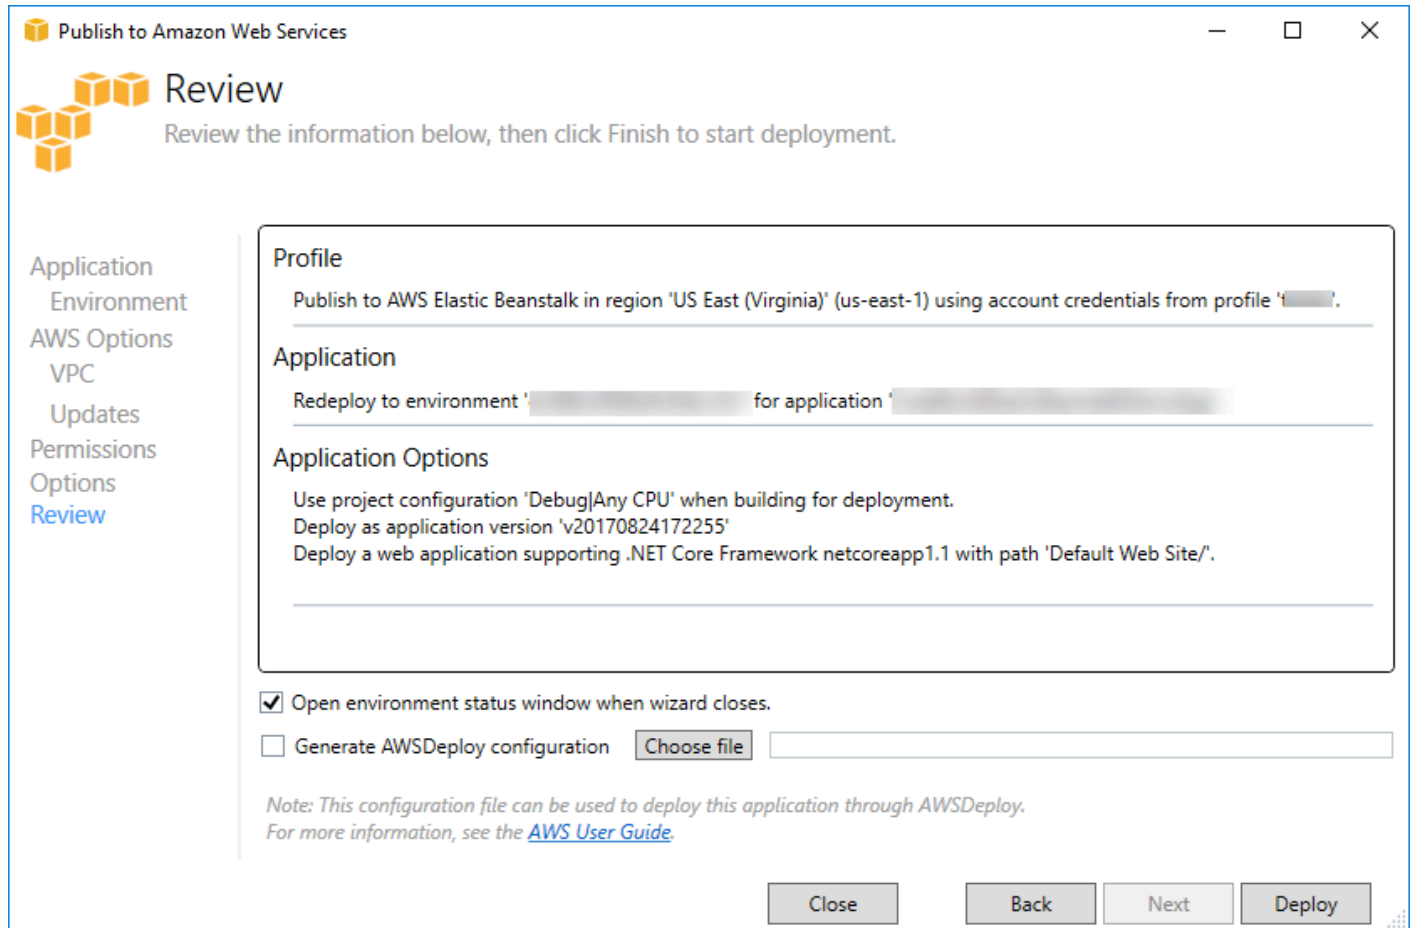 Publish to Amazon Web Services
Review
Review the information below, then click Finish to start deployment.
Application
Environment
AWS Options
VPC
Updates
Permissions
Options
Review
Profile
Publish to AWS Elastic Beanstalk in region 'US East (Virginia)' (us-east-1) using account credentials from profile ' '.
Application
Redeploy to environment ' for application '
Application Options
Use project configuration 'Debug|Any CPU' when building for deployment.
Deploy as application version 'v20170824172255'
Deploy a web application supporting .NET Core Framework netcoreapp1.1 with path 'Default Web Site/'.
Open environment status window when wizard closes.
Generate AWSDeploy configuration Choose file
Note: This configuration file can be used to deploy this application through AWSDeploy.
For more information, see the AWS User Guide.
Close Back Next Deploy